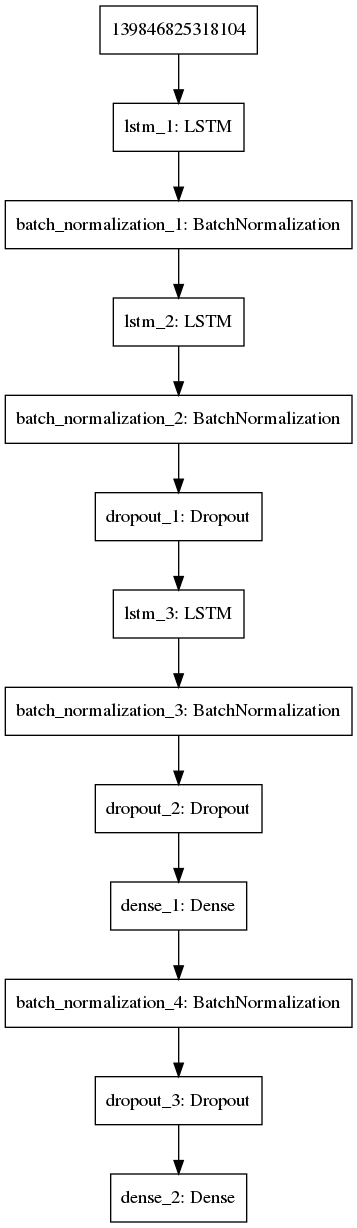 139846825318104
lstm_1: LSTM
batch_normalization_1: BatchNormalization
lstm_2: LSTM
batch_normalization_2: BatchNormalization
dropout_1: Dropout
lstm_3: LSTM
batch_normalization_3: BatchNormalization
dropout_2: Dropout
dense_1: Dense
batch_normalization_4: BatchNormalization
dropout_3: Dropout
dense_2: Dense